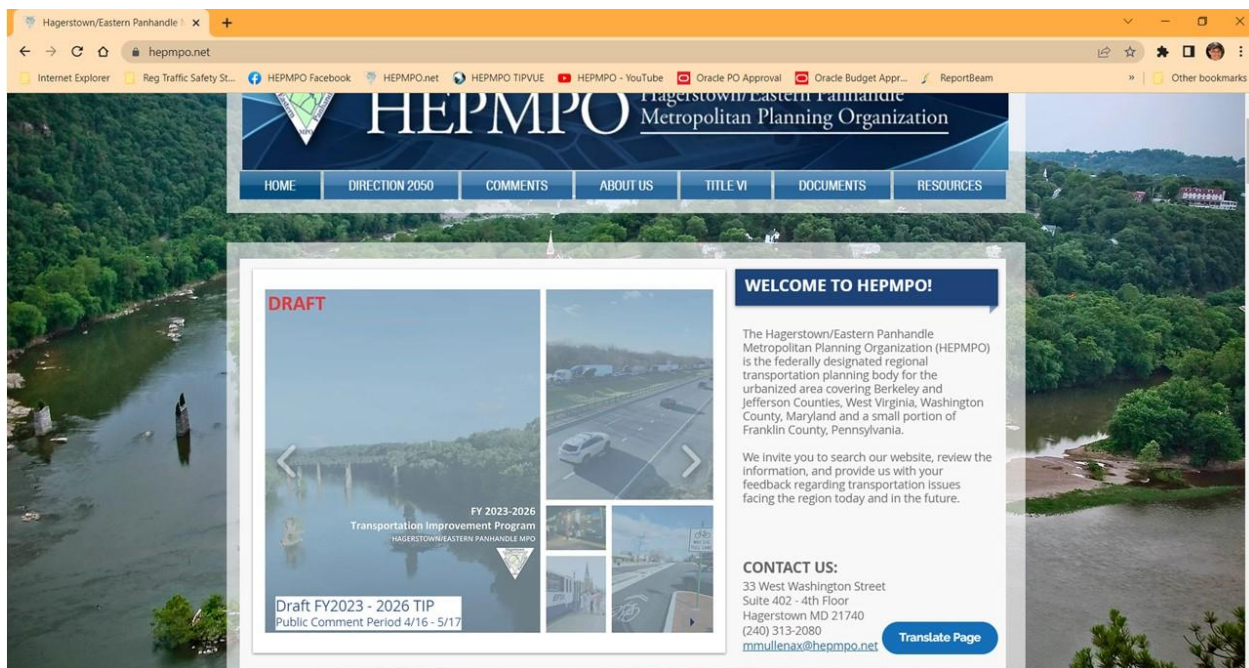 Hagerstown/Eastern Panhandle
hepmpo.net
Internet Explorer
Reg Traffic Safety St...
HEPMPO Facebook
HEPMPO.net
HEPMPO TIPVUE
HEPMPO - YouTube
Oracle PO Approval
Oracle Budget Appr...
ReportBeam
»
Other bookmarks
Eastern
MPO
Panhandle
HEPMPO
Hagerstown/Eastern Panhandle
Metropolitan Planning Organization
HOME
DIRECTION 2050
COMMENTS
ABOUT US
TITLE VI
DOCUMENTS
RESOURCES
DRAFT
FY 2023-2026
Transportation Improvement Program
HAGERSTOWN/EASTERN PANHANDLE MPO
Draft FY2023 - 2026 TIP
Public Comment Period 4/16 - 5/17
WELCOME TO HEPMPO!
The Hagerstown/Eastern Panhandle
Metropolitan Planning Organization (HEPMPO)
is the federally designated regional
transportation planning body for the
urbanized area covering Berkeley and
Jefferson Counties, West Virginia, Washington
County, Maryland and a small portion of
Franklin County, Pennsylvania.
We invite you to search our website, review the
information, and provide us with your
feedback regarding transportation issues
facing the region today and in the future.
CONTACT US:
33 West Washington Street
Suite 402 - 4th Floor
Hagerstown MD 21740
(240) 313-2080
mmullenax@hepmpo.net
Translate Page